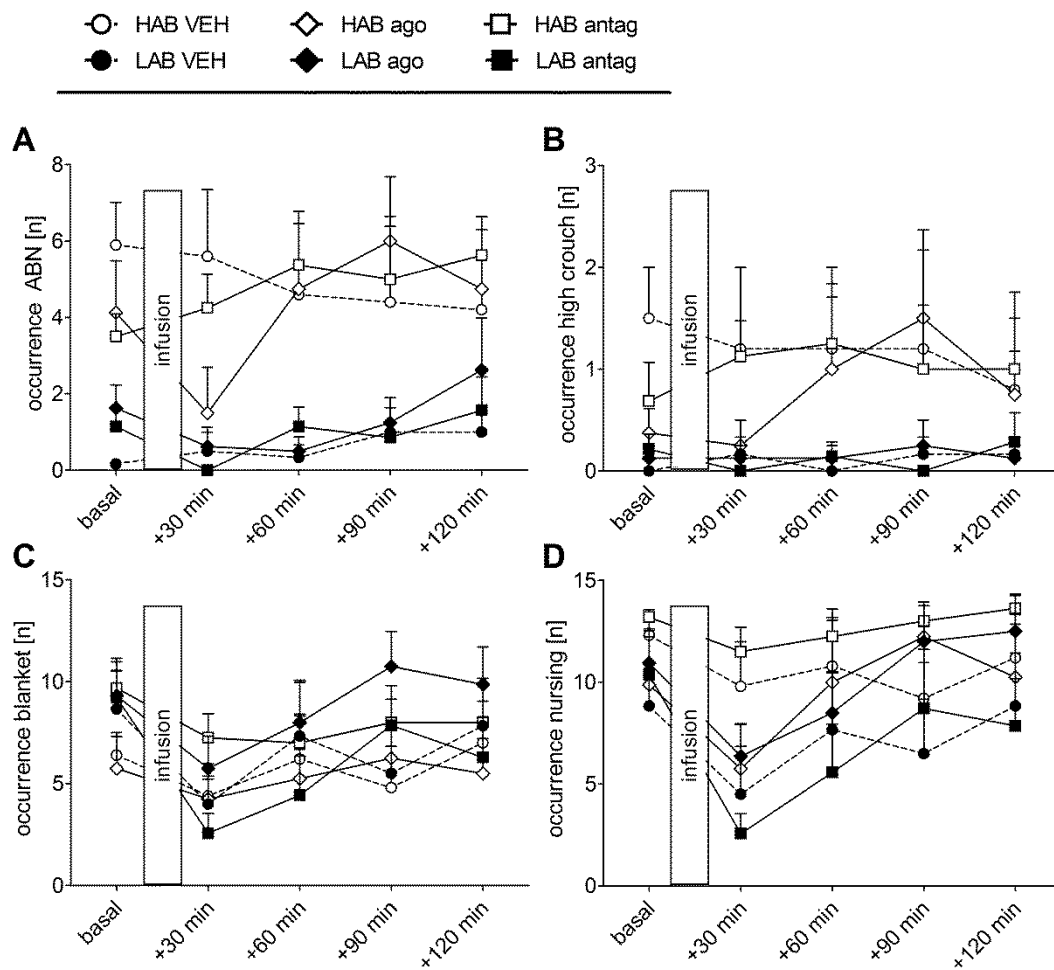 HAB VEH HAB ago HAB antag
LAB VEH LAB ago LAB antag
A
occurrence ABN [n]
8
6
4
2
0
infusion
basal
+30 min
+60 min
+90 min
+120 min
B
occurrence high crouch [n]
3
2
1
0
infusion
basal
+30 min
+60 min
+90 min
+120 min
C
occurrence blanket [n]
15
10
5
0
infusion
basal
+30 min
+60 min
+90 min
+120 min
D
occurrence nursing [n]
15
10
5
0
infusion
basal
+30 min
+60 min
+90 min
+120 min